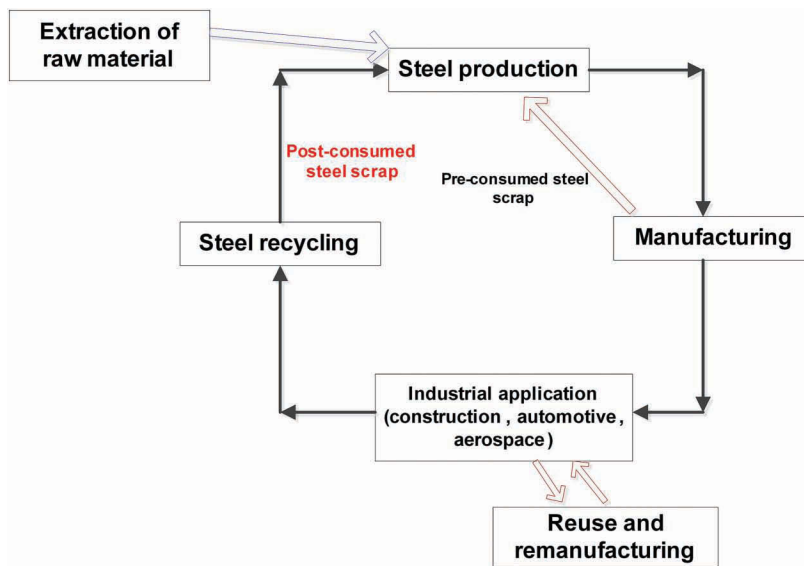 Extraction of
raw material
Steel production
Post-consumed
steel scrap
Pre-consumed steel
scrap
Steel recycling
Manufacturing
Industrial application
(construction , automotive,
aerospace)
Reuse and
remanufacturing